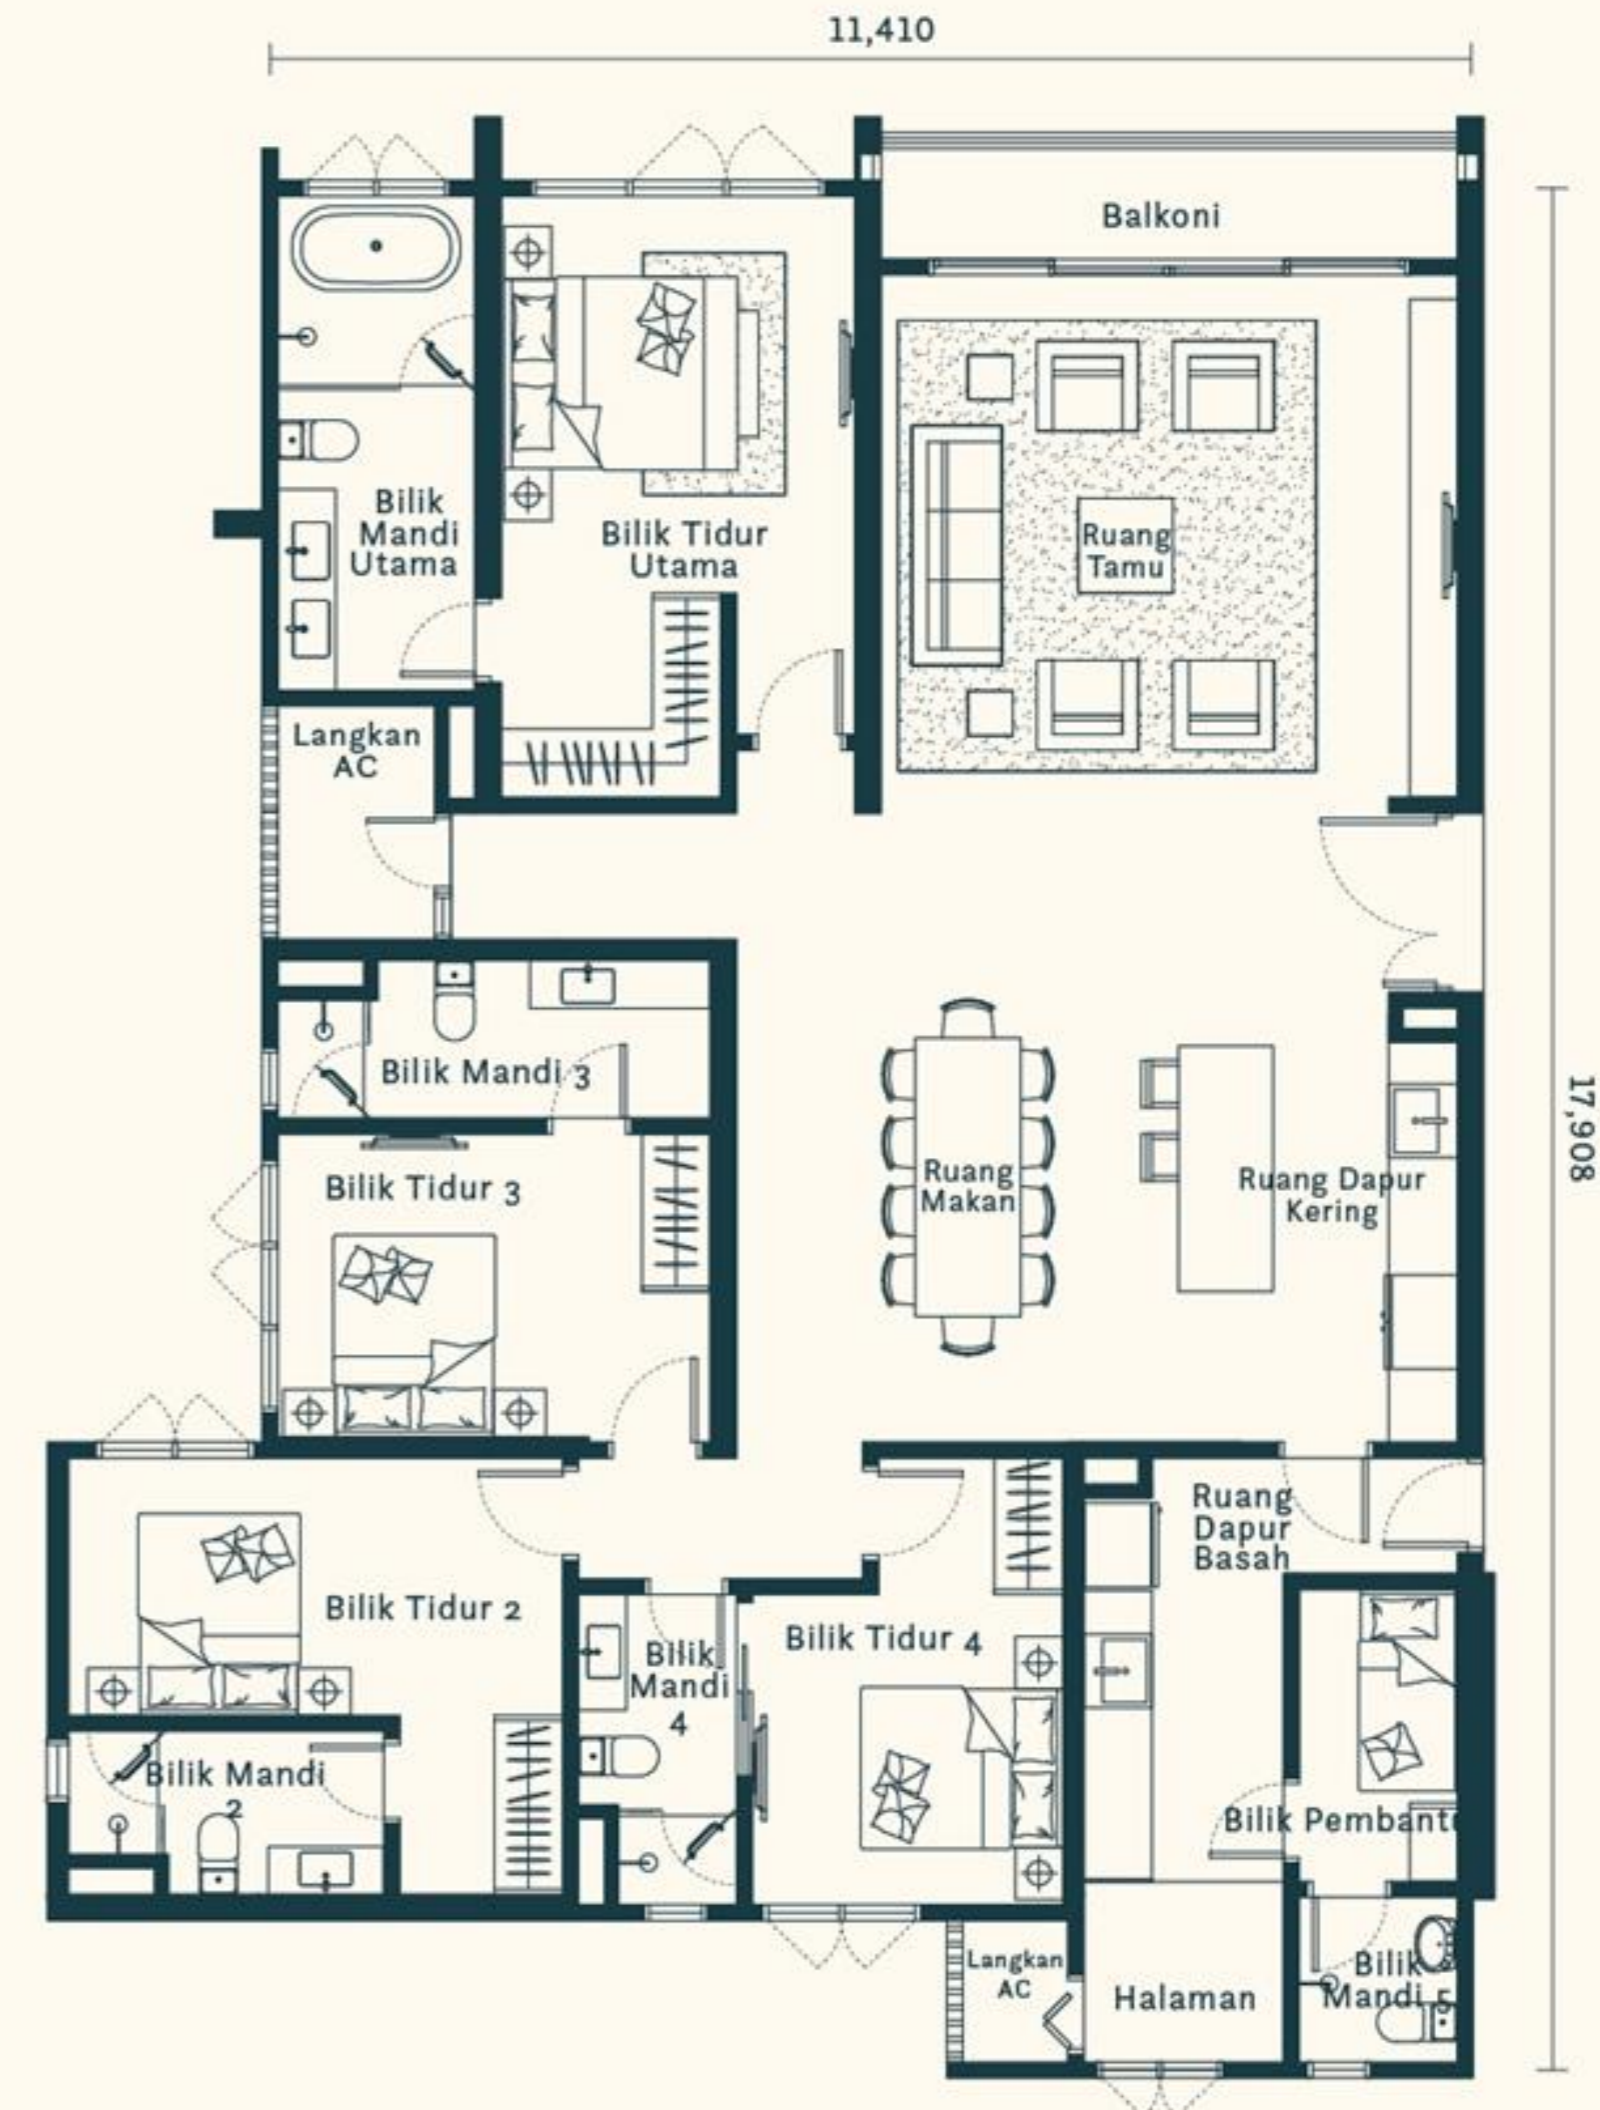 11,410
Balkoni
Bilik
Mandi
Utama
Bilik Tidur
Utama
Ruang
Tamu
Langkan
AC
Bilik Mandi 3
Bilik Tidur 3
Ruang
Makan
Ruang Dapur
Kering
17,908
Ruang
Dapur
Basah
Bilik Tidur 2
Bilik
Mandi
4
Bilik Tidur 4
Bilik Mandi
2
Bilik Pembantu
Langkan
AC
Halaman
Bilik
Mandi 5